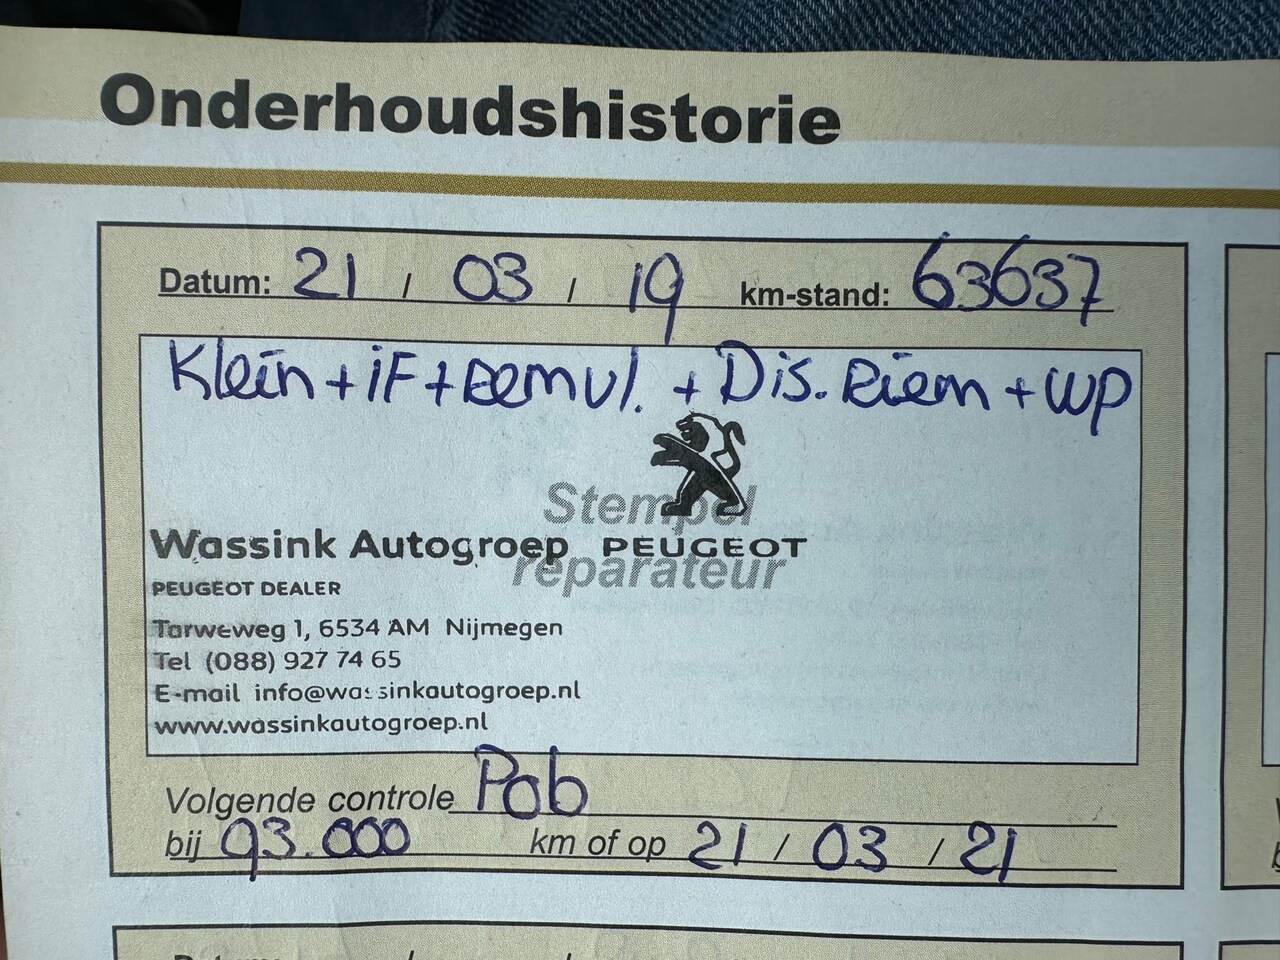 Onderhoudshistorie
Datum: 21 / 03 / 19 km-stand: 63637
Klein + iF + Remvl. + Dis. Riem + WP
Stempel
reparateur
Wassink Autogroep PEUGEOT
PEUGEOT DEALER
Tarweweg 1, 6534 AM Nijmegen
Tel (088) 927 74 65
E-mail info@wassinkautogroep.nl
www.wassinkautogroep.nl
Volgende controle Pob
bij 93.000 km of op 21 / 03 / 21